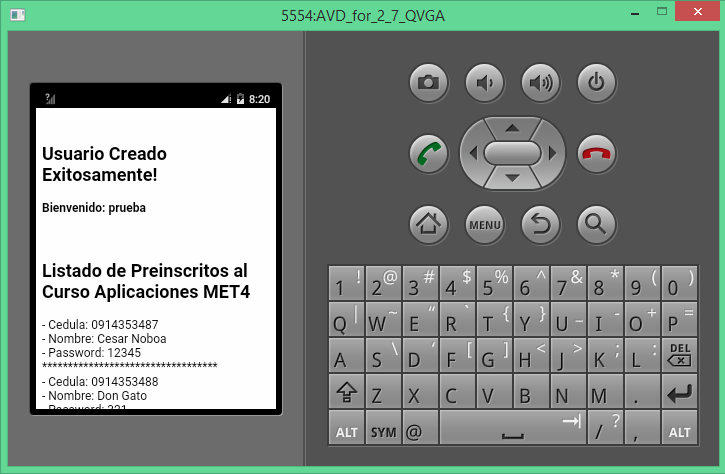 5554:AVD_for_2_7_QVGA
8:20
Usuario Creado
Exitosamente!
Bienvenido: prueba
Listado de Preinscritos al
Curso Aplicaciones MET4
- Cedula: 0914353487
- Nombre: Cesar Noboa
- Password: 12345
**********************************
- Cedula: 0914353488
- Nombre: Don Gato
- Password: 321
MENU
1 ! 2 @ 3 # 4 $ 5 % 6 ^ 7 & 8 * 9 ( 0 )
Q | W ~ E “ R ` T { Y } U _ I - O + P =
A S \ D ‘ F [ G ] H < J > K ; L : DEL
Z X C V B N M .
ALT SYM @ / ? , ALT